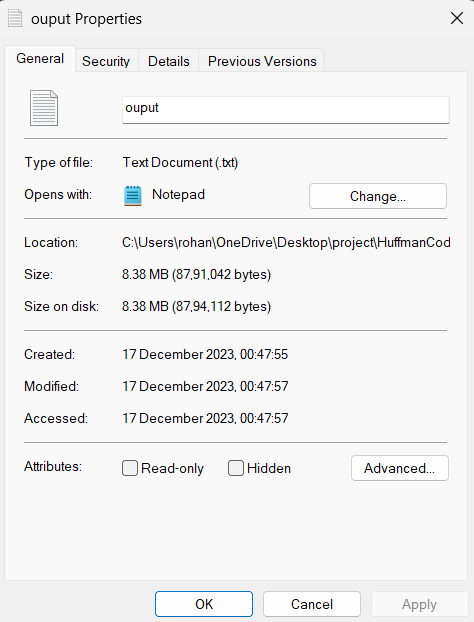 ouput Properties
General Security Details Previous Versions
ouput
Type of file: Text Document (.txt)
Opens with: Notepad Change...
Location: C:\Users\rohan\OneDrive\Desktop\project\HuffmanCod
Size: 8.38 MB (87,91,042 bytes)
Size on disk: 8.38 MB (87,94,112 bytes)
Created: 17 December 2023, 00:47:55
Modified: 17 December 2023, 00:47:57
Accessed: 17 December 2023, 00:47:57
Attributes: Read-only Hidden Advanced...
OK Cancel Apply